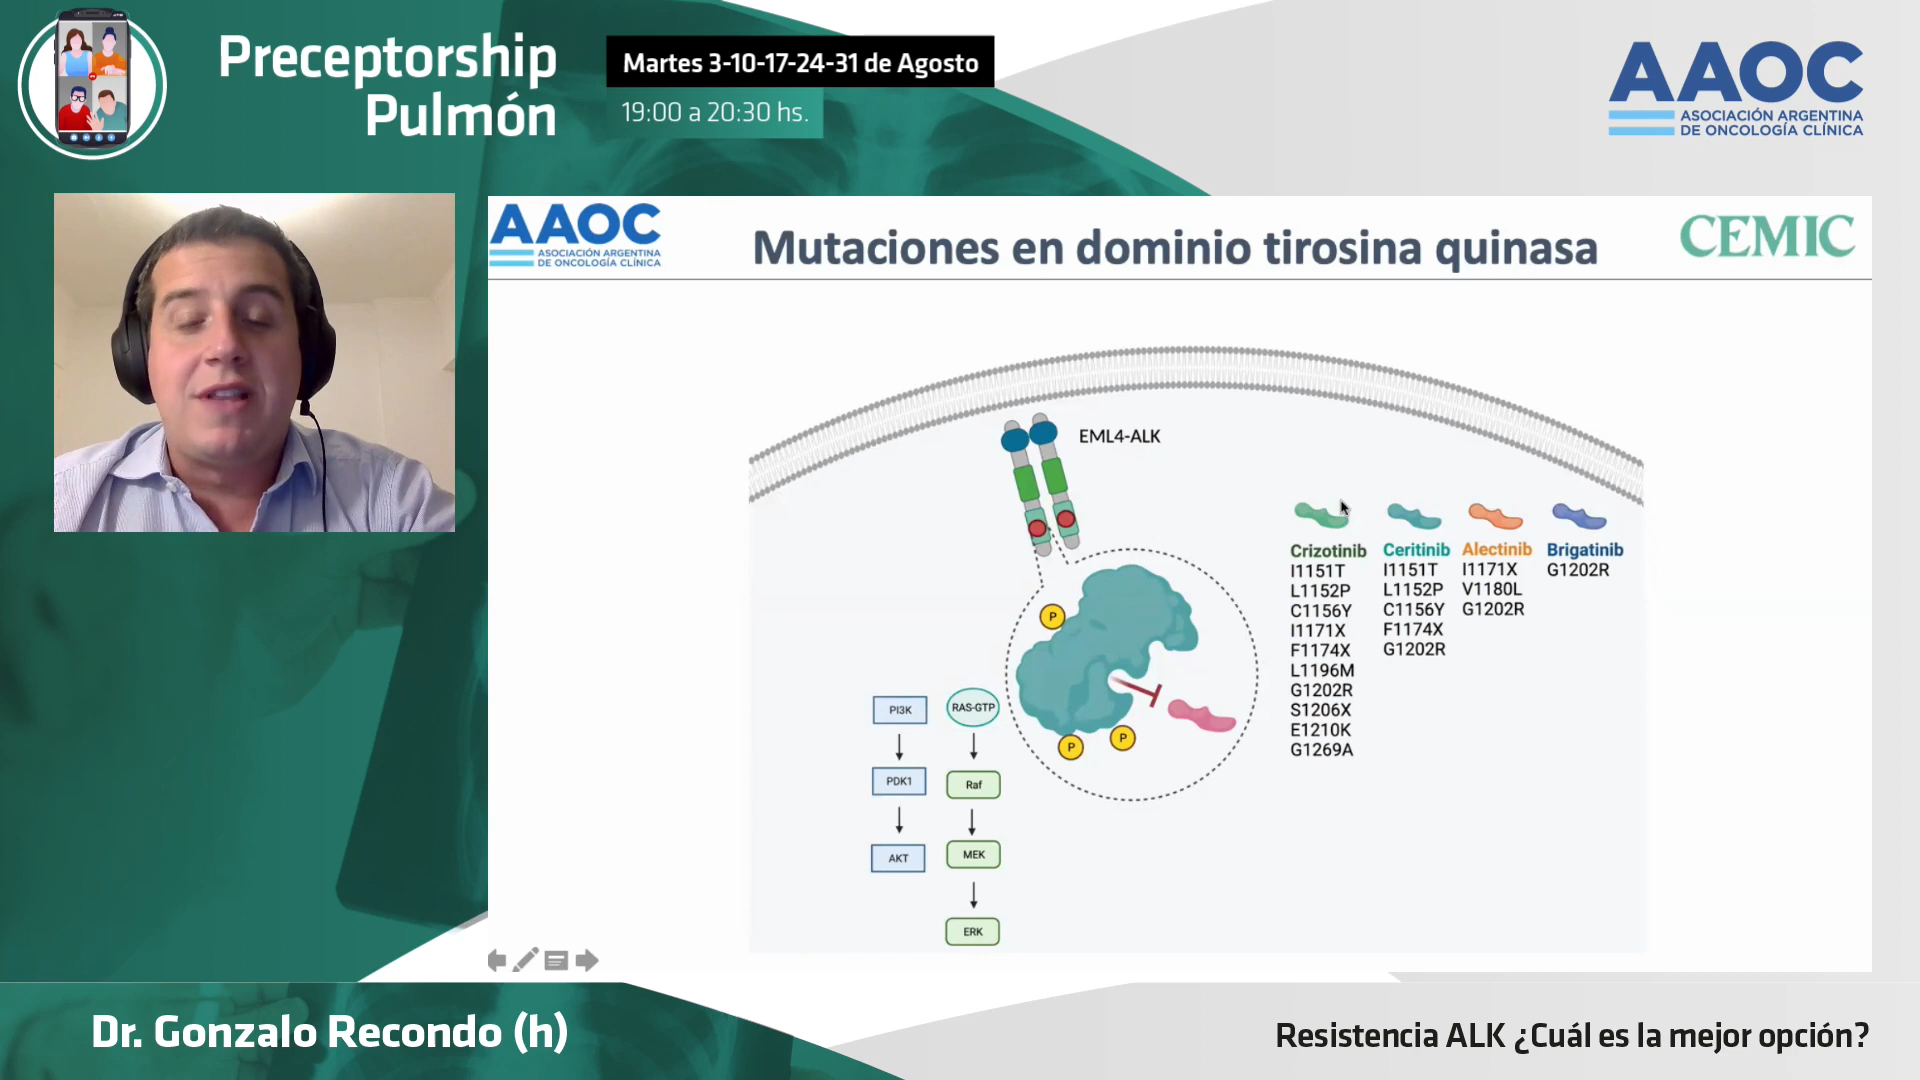 Preceptorship
Pulmón
Martes 3-10-17-24-31 de Agosto
19:00 a 20:30 hs.
AAOC
ASOCIACIÓN ARGENTINA
DE ONCOLOGÍA CLÍNICA
AAOC
ASOCIACIÓN ARGENTINA
DE ONCOLOGÍA CLÍNICA
Mutaciones en dominio tirosina quinasa
CEMIC
EML4-ALK
Crizotinib
I1151T
L1152P
C1156Y
I1171X
F1174X
L1196M
G1202R
S1206X
E1210K
G1269A
Ceritinib
I1151T
L1152P
C1156Y
F1174X
G1202R
Alectinib
I1171X
V1180L
G1202R
Brigatinib
G1202R
P
P
P
PI3K
PDK1
AKT
RAS-GTP
Raf
MEK
ERK
Dr. Gonzalo Recondo (h)
Resistencia ALK ¿Cuál es la mejor opción?